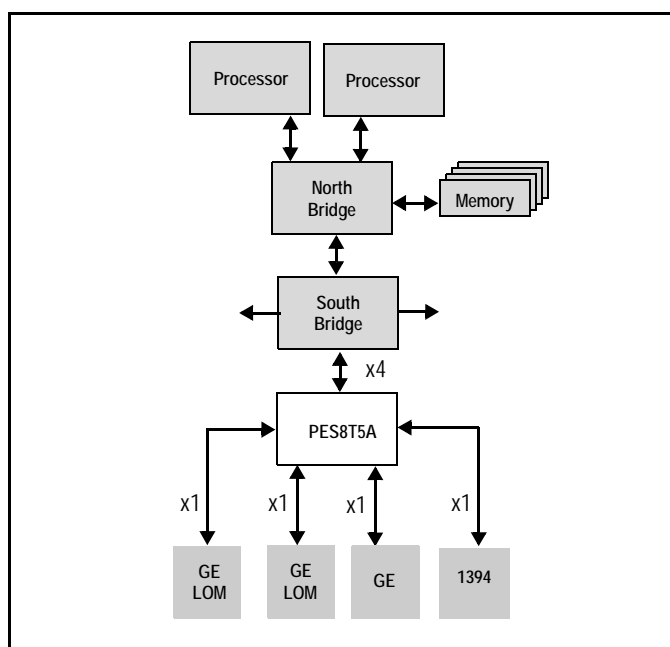 Processor
Processor
North
Bridge
Memory
South
Bridge
x4
PES8T5A
x1
x1
x1
x1
GE
LOM
GE
LOM
GE
1394